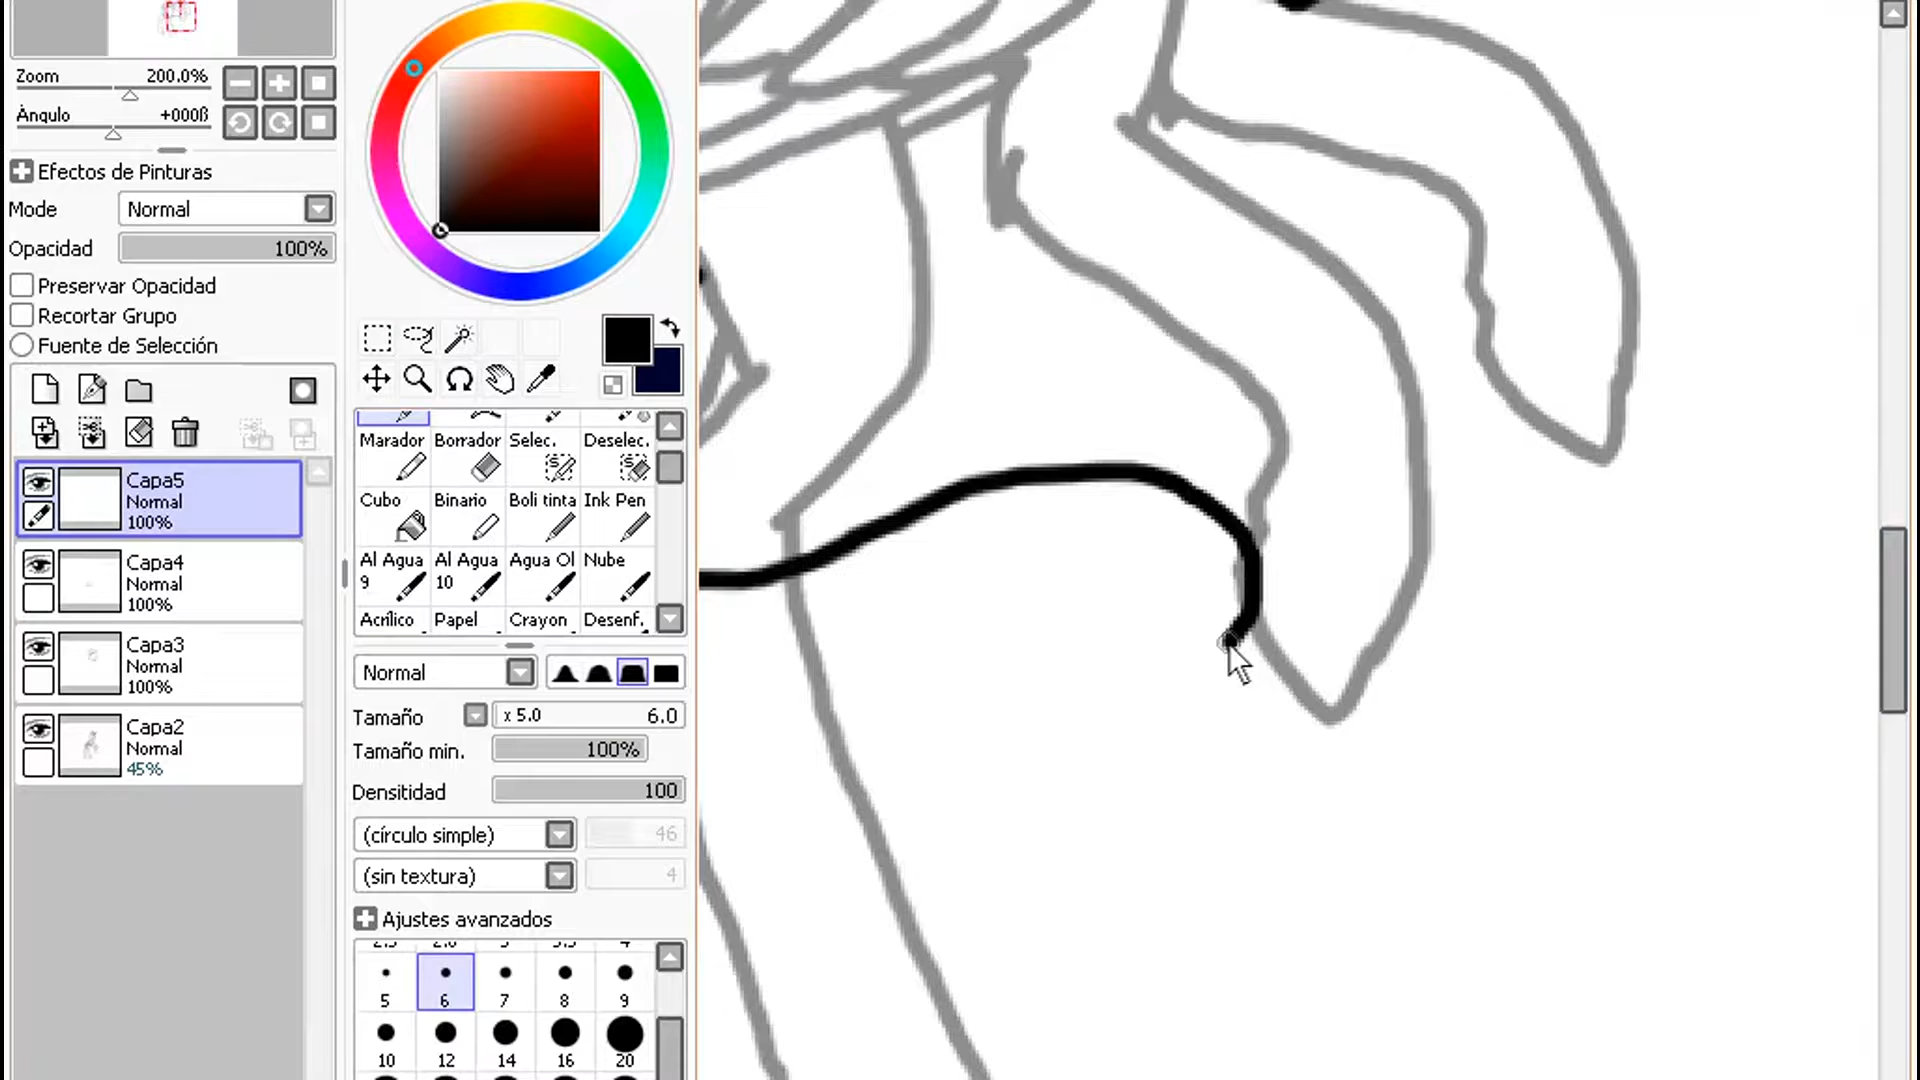 Zoom 200.0%
Ángulo +000ß
Efectos de Pinturas
Mode Normal
Opacidad 100%
Preservar Opacidad
Recortar Grupo
Fuente de Selección
Capa5
Normal
100%
Capa4
Normal
100%
Capa3
Normal
100%
Capa2
Normal
45%
Marador Borrador Selec. Deselec.
Cubo Binario Boli tinta Ink Pen
Al Agua 9 Al Agua 10 Agua Ol Nube
Acrílico Papel Crayon Desenf.
Normal
Tamaño x 5.0 6.0
Tamaño min. 100%
Densitidad 100
(círculo simple) 46
(sin textura) 4
Ajustes avanzados
5 6 7 8 9
10 12 14 16 20